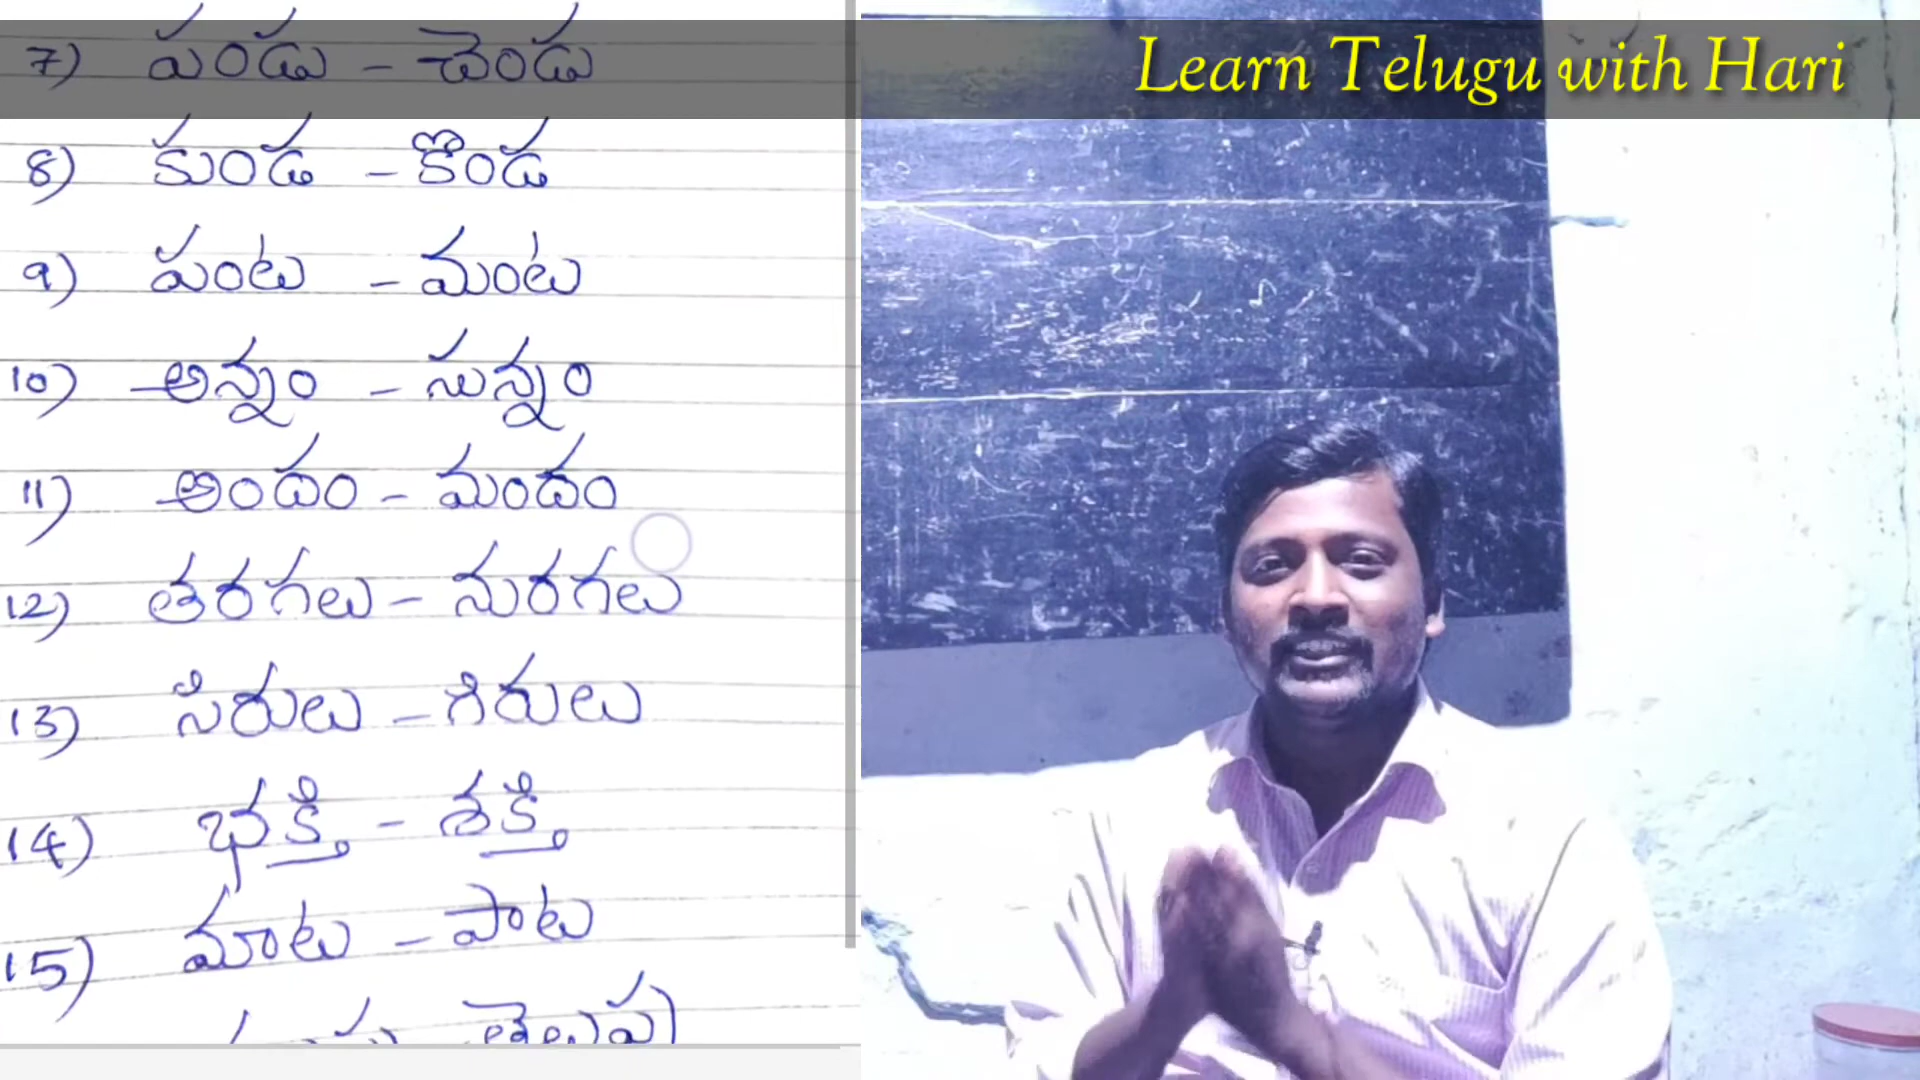 Learn Telugu with Hari
7) పండు - చెండు
8) కుండ - కొండ
9) పంట - మంట
10) అన్నం - సున్నం
11) అందం - మందం
12) తరగలు - నురగలు
13) సిరులు - గిరులు
14) భక్తి - శక్తి
15) మాట - పాట